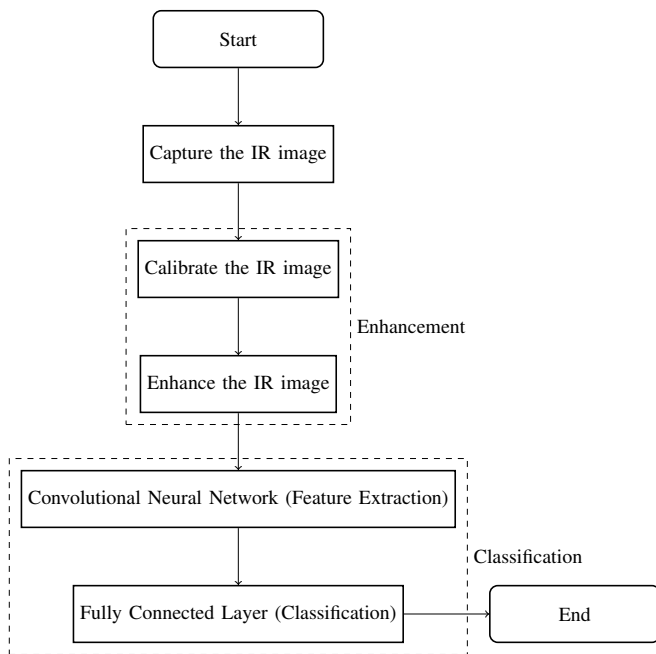 Start
Capture the IR image
Calibrate the IR image
Enhancement
Enhance the IR image
Convolutional Neural Network (Feature Extraction)
Classification
Fully Connected Layer (Classification)
End